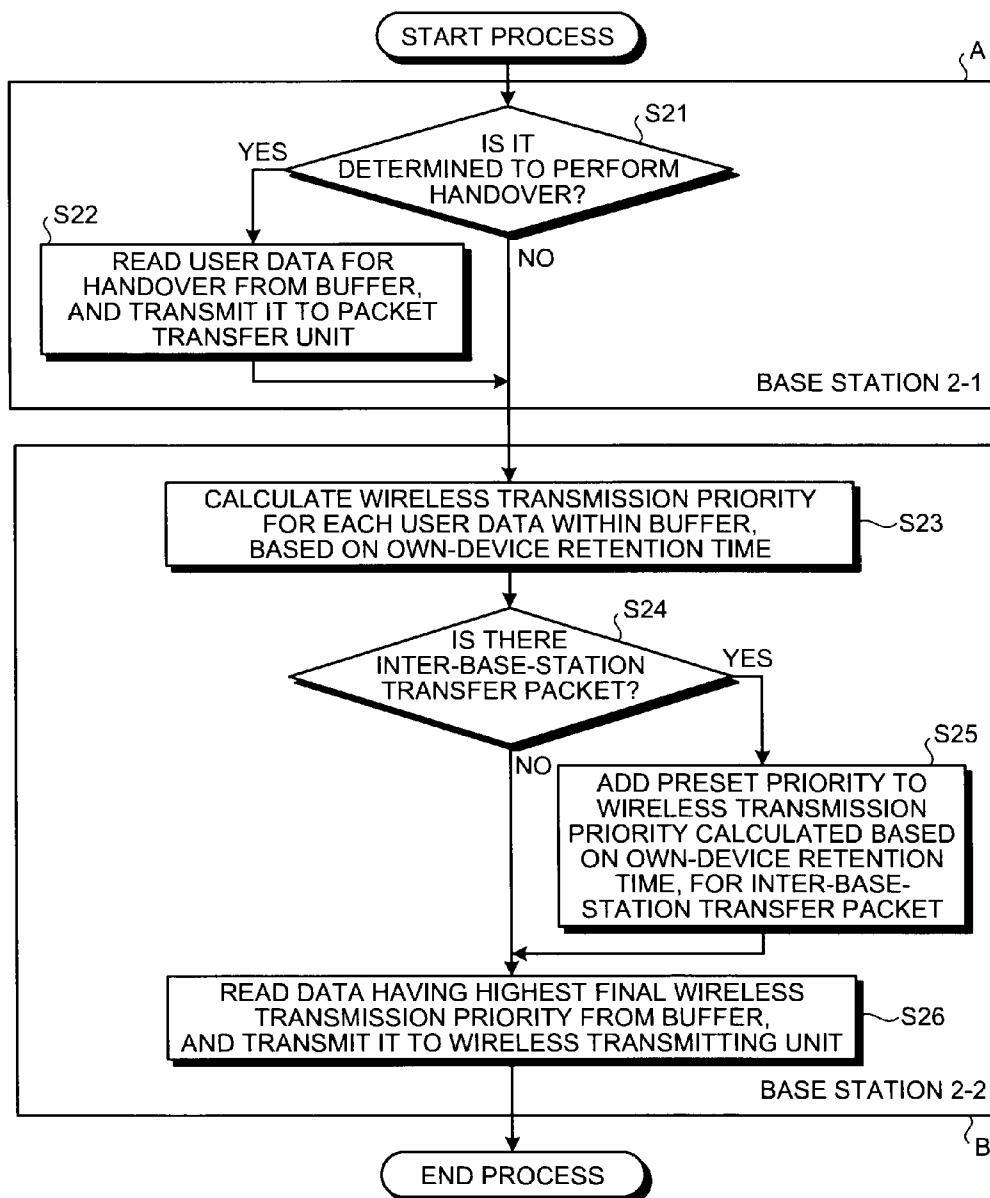 START PROCESS
A
S21
IS IT
DETERMINED TO PERFORM
HANDOVER?
YES
NO
S22
READ USER DATA FOR
HANDOVER FROM BUFFER,
AND TRANSMIT IT TO PACKET
TRANSFER UNIT
BASE STATION 2-1
CALCULATE WIRELESS TRANSMISSION PRIORITY
FOR EACH USER DATA WITHIN BUFFER,
BASED ON OWN-DEVICE RETENTION TIME
S23
S24
IS THERE
INTER-BASE-STATION
TRANSFER PACKET?
YES
NO
S25
ADD PRESET PRIORITY TO
WIRELESS TRANSMISSION
PRIORITY CALCULATED BASED
ON OWN-DEVICE RETENTION
TIME, FOR INTER-BASE-
STATION TRANSFER PACKET
READ DATA HAVING HIGHEST FINAL WIRELESS
TRANSMISSION PRIORITY FROM BUFFER,
AND TRANSMIT IT TO WIRELESS TRANSMITTING UNIT
S26
BASE STATION 2-2
B
END PROCESS